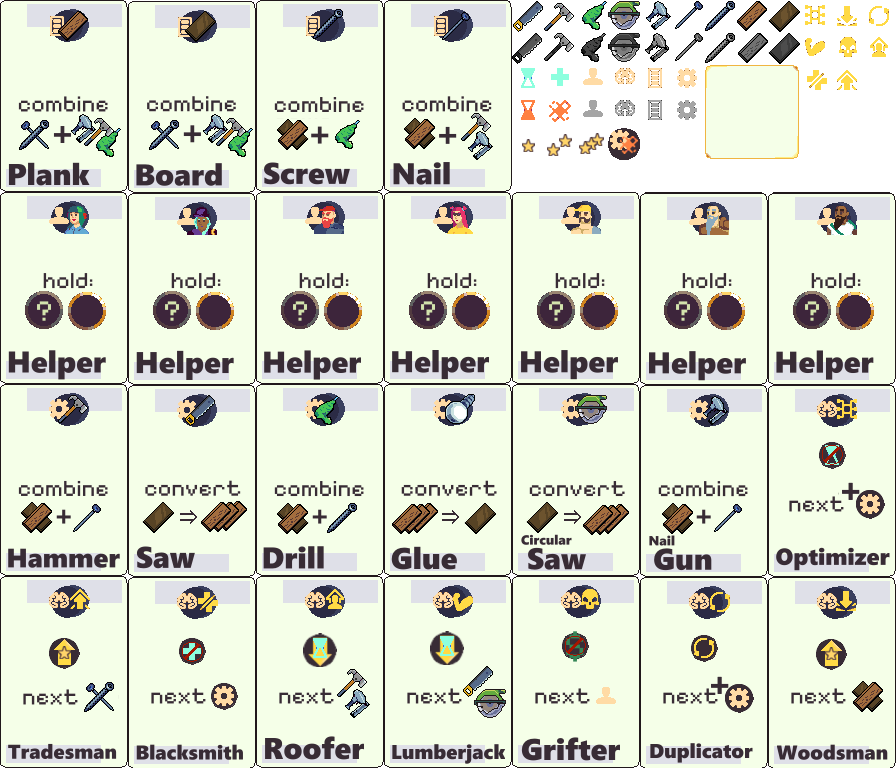 combine
+
Plank
combine
+
Board
combine
+
Screw
combine
+
Nail
hold:
?
Helper
hold:
?
Helper
hold:
?
Helper
hold:
?
Helper
hold:
?
Helper
hold:
?
Helper
hold:
?
Helper
combine
+
Hammer
convert
⇒
Saw
combine
+
Drill
convert
⇒
Glue
convert
⇒
Circular
Saw
combine
+
Nail
Gun
next +
Optimizer
next
Tradesman
next
Blacksmith
next
Roofer
next
Lumberjack
next
Grifter
next +
Duplicator
next
Woodsman